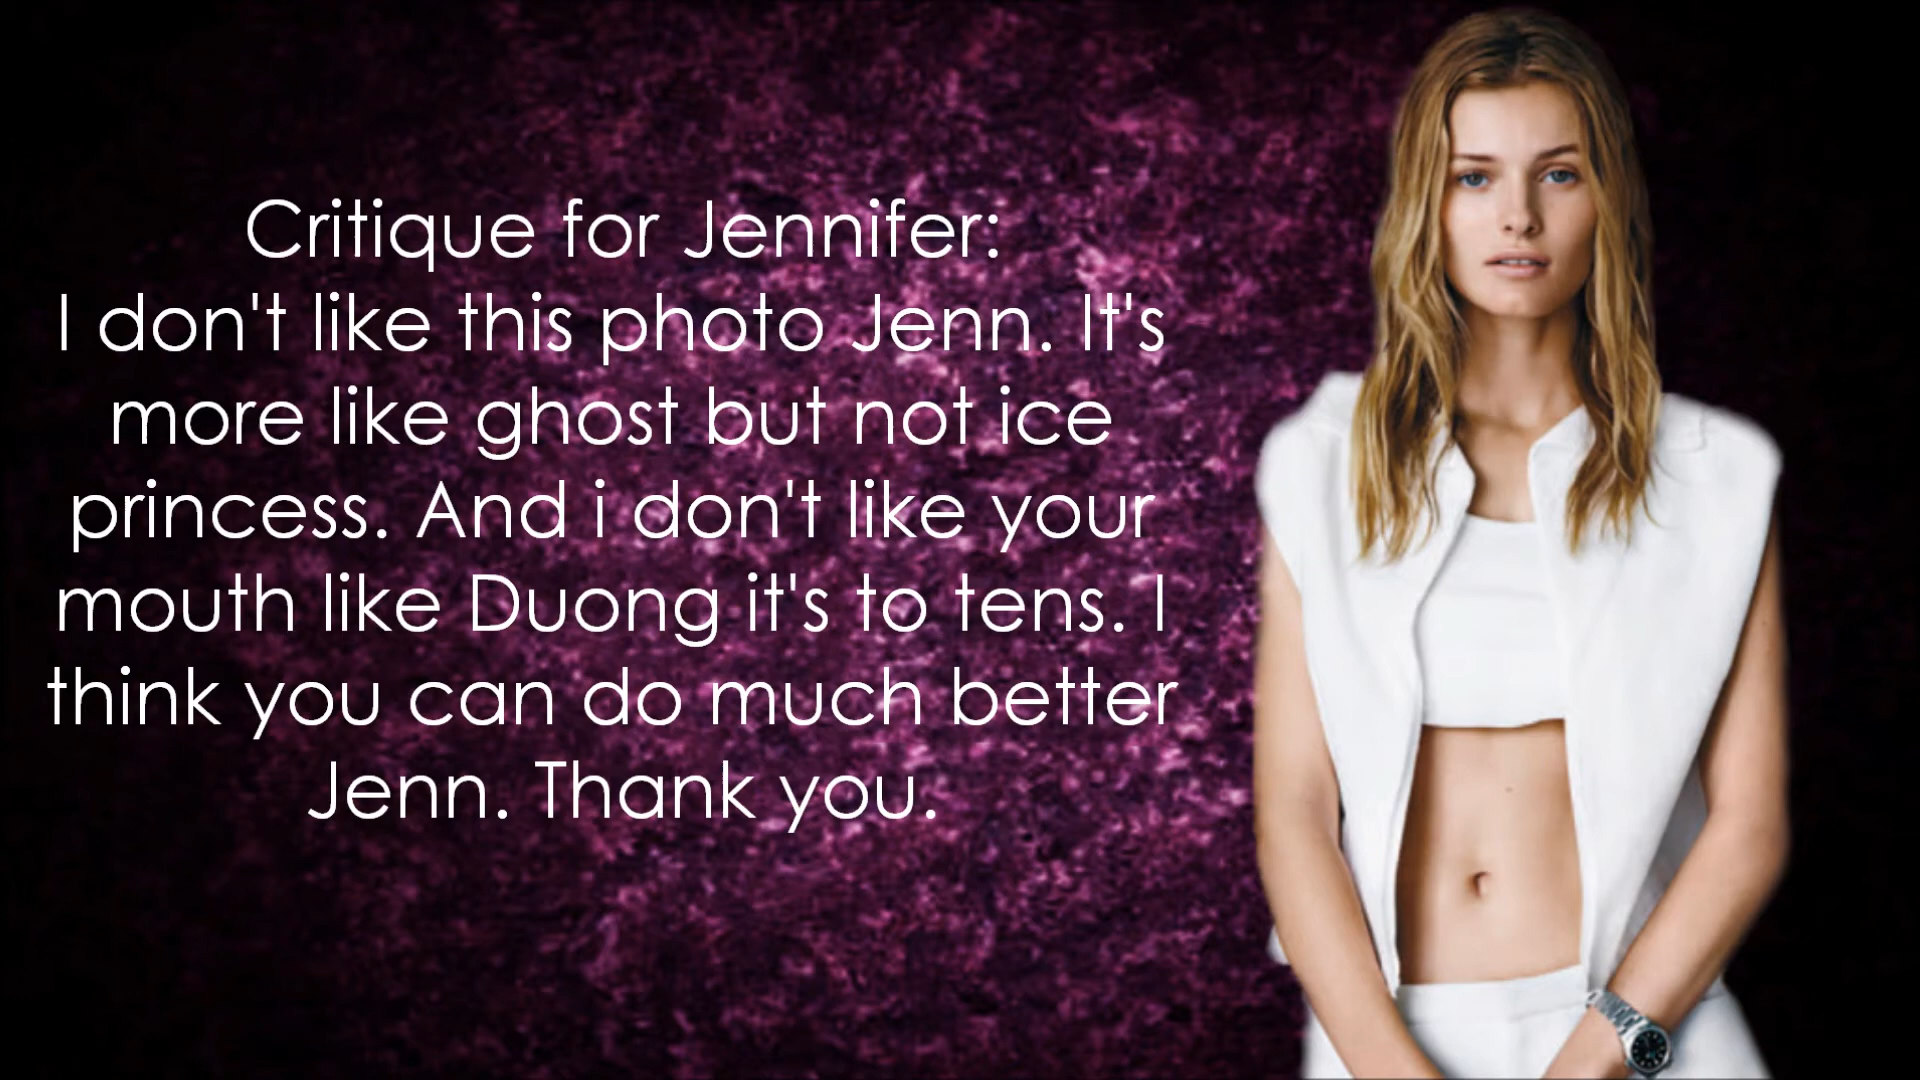 Critique for Jennifer:
I don't like this photo Jenn. It's
more like ghost but not ice
princess. And i don't like your
mouth like Duong it's to tens. I
think you can do much better
Jenn. Thank you.